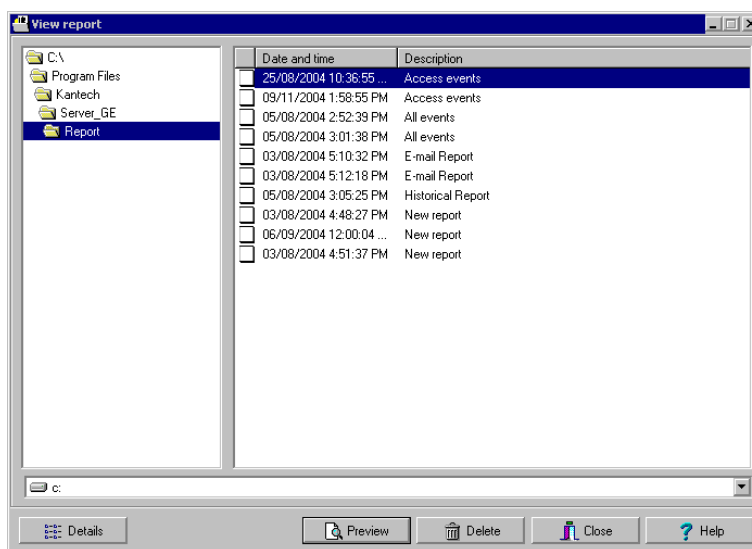 View report
C:\
Program Files
Kantech
Server_GE
Report
Date and time Description
25/08/2004 10:36:55 ... Access events
09/11/2004 1:58:55 PM Access events
05/08/2004 2:52:39 PM All events
05/08/2004 3:01:38 PM All events
03/08/2004 5:10:32 PM E-mail Report
03/08/2004 5:12:18 PM E-mail Report
05/08/2004 3:05:25 PM Historical Report
03/08/2004 4:48:27 PM New report
06/09/2004 12:00:04 ... New report
03/08/2004 4:51:37 PM New report
c:
Details Preview Delete Close Help